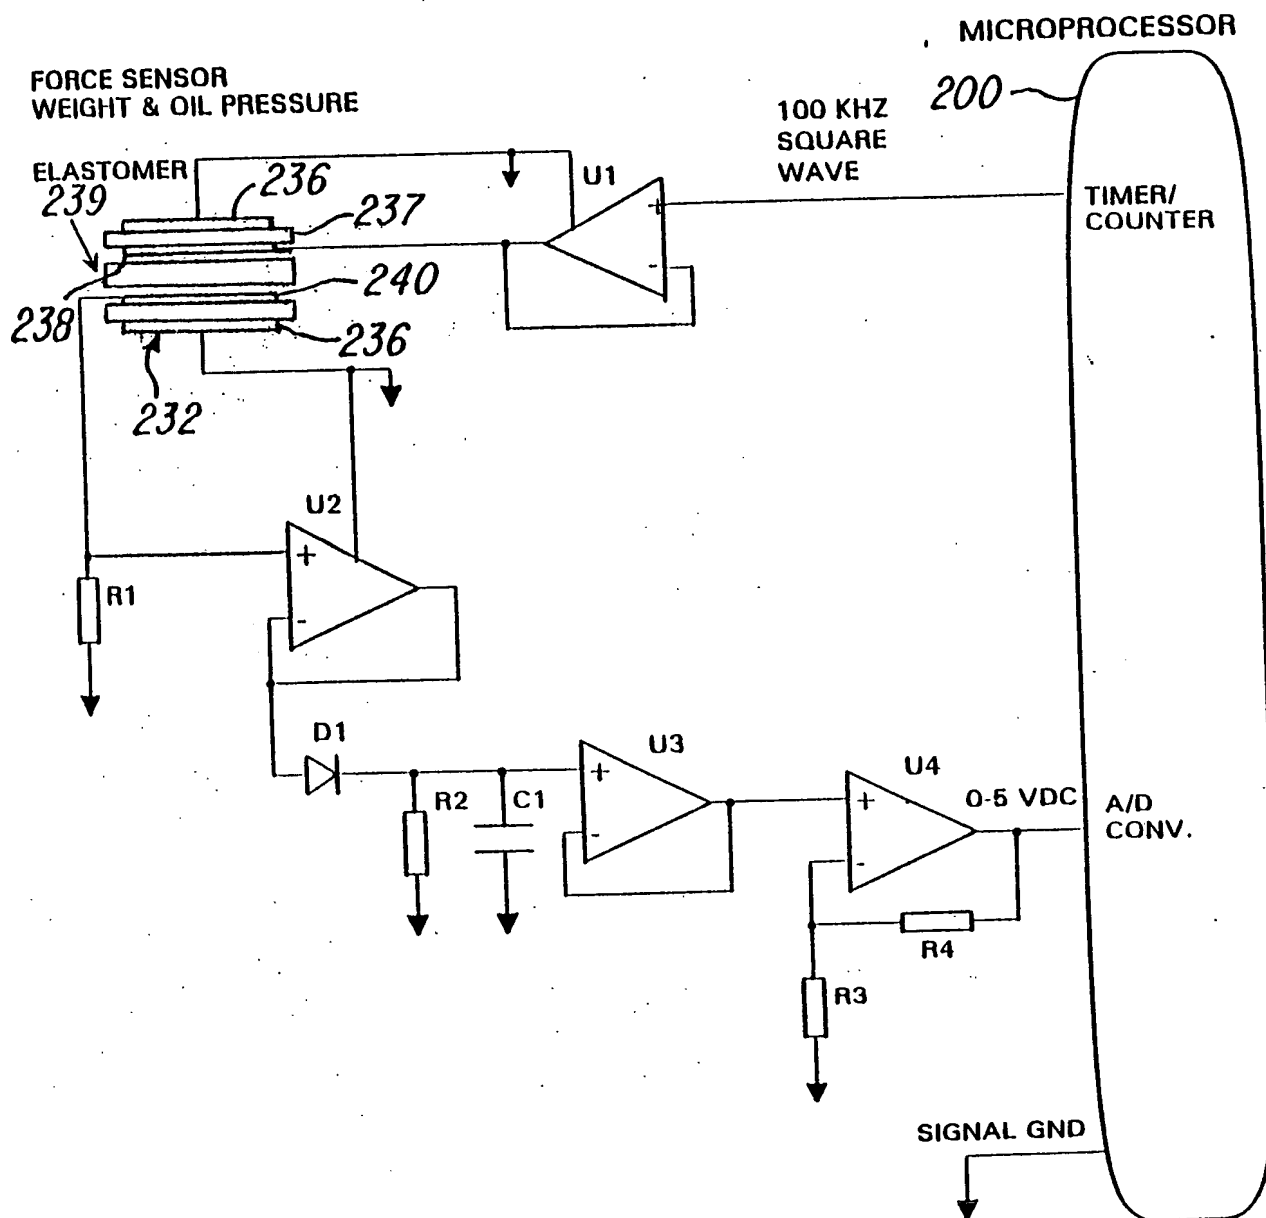 MICROPROCESSOR
FORCE SENSOR
WEIGHT & OIL PRESSURE
200
100 KHZ
SQUARE
WAVE
ELASTOMER
236
U1
239
237
+
TIMER/
COUNTER
-
240
238
236
232
U2
+
R1
-
D1
U3
+
U4
R2
C1
0-5 VDC
A/D
CONV.
-
+
-
R4
R3
SIGNAL GND